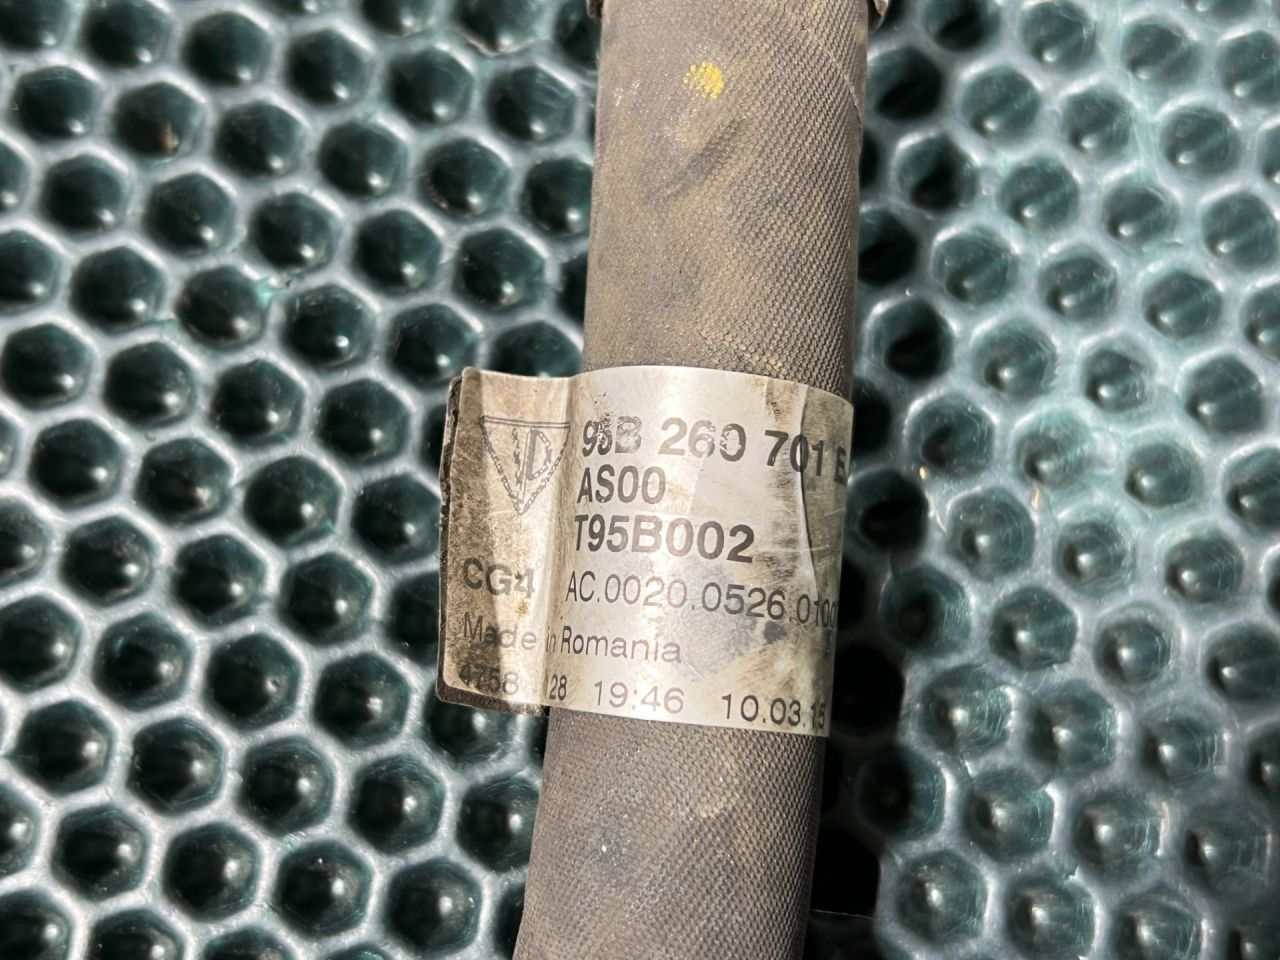 95B 260 701 E
AS00
T95B002
CG4 AC.0020.0526.0100
Made in Romania
4758 128 19:46 10.03.15